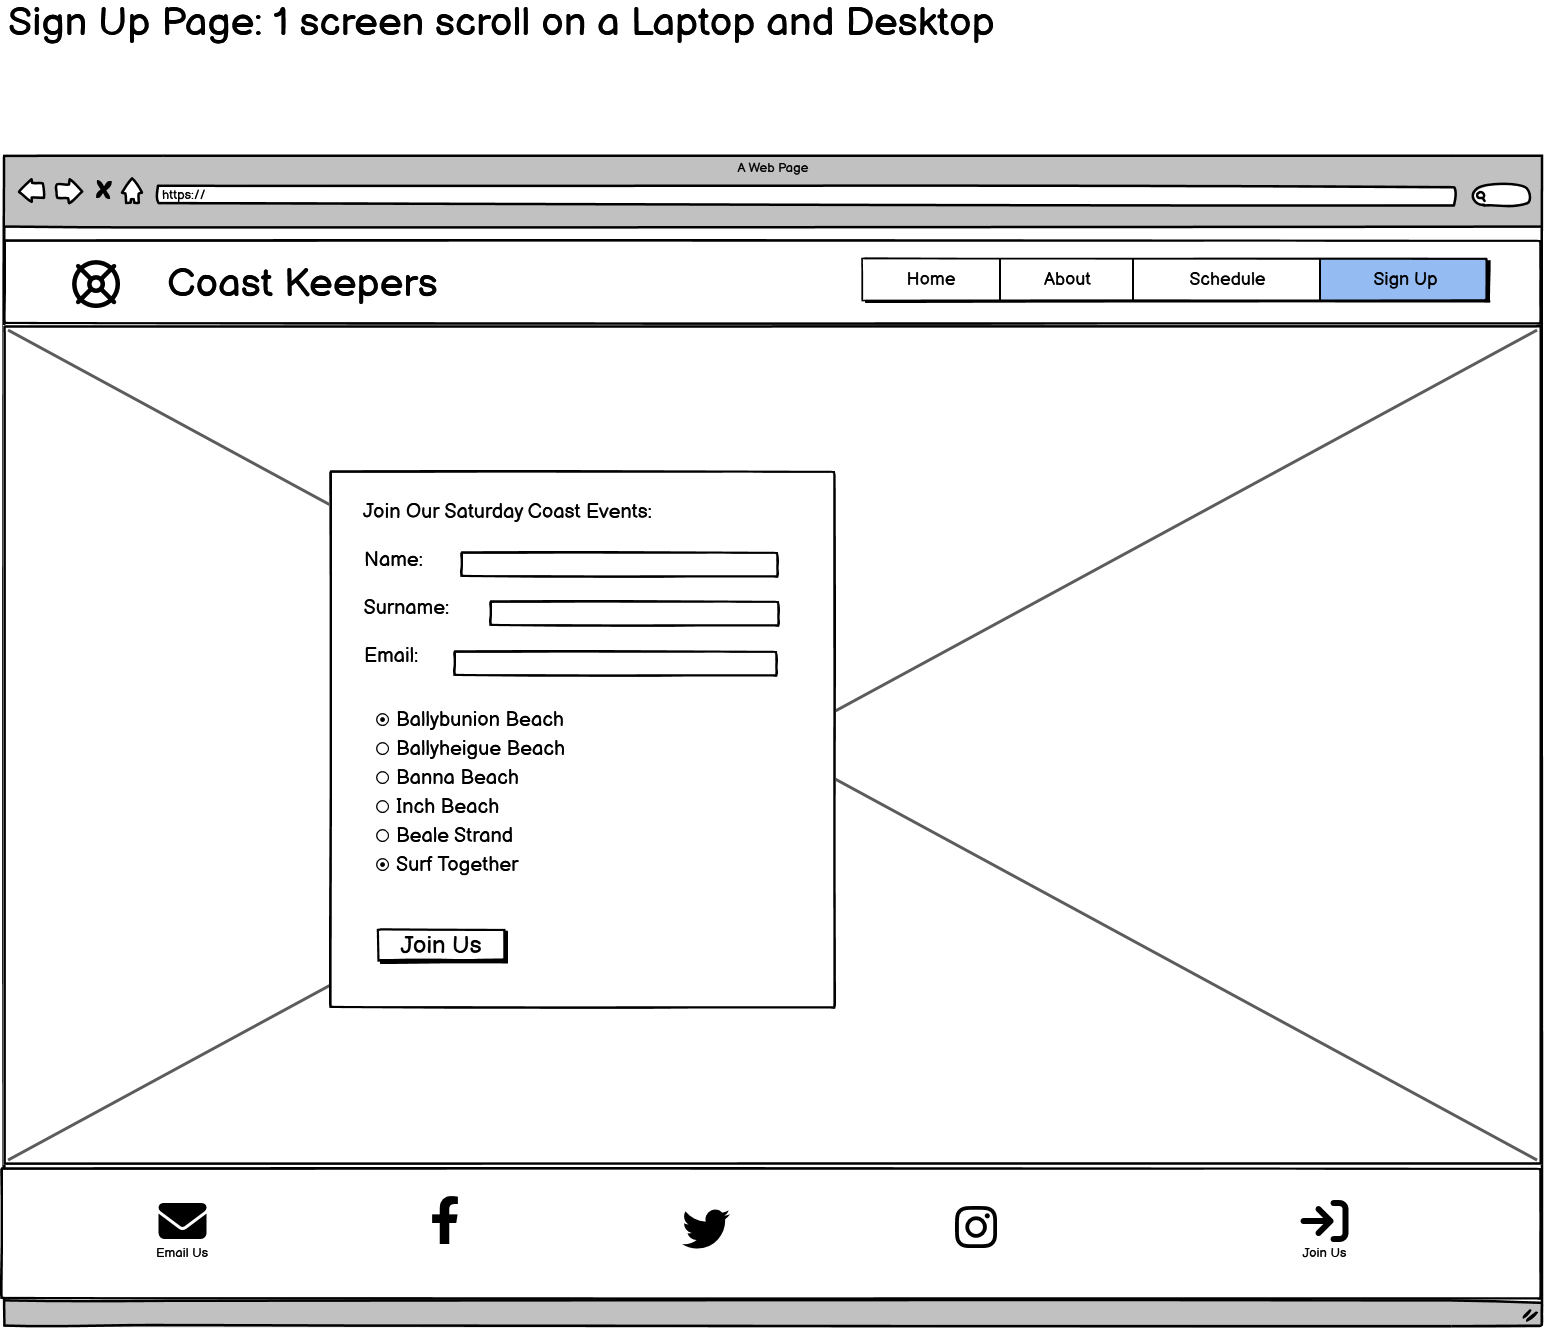 Sign Up Page: 1 screen scroll on a Laptop and Desktop
A Web Page
https://
Coast Keepers
Home About Schedule Sign Up
Join Our Saturday Coast Events:
Name:
Surname:
Email:
Ballybunion Beach
Ballyheigue Beach
Banna Beach
Inch Beach
Beale Strand
Surf Together
Join Us
Email Us
Join Us